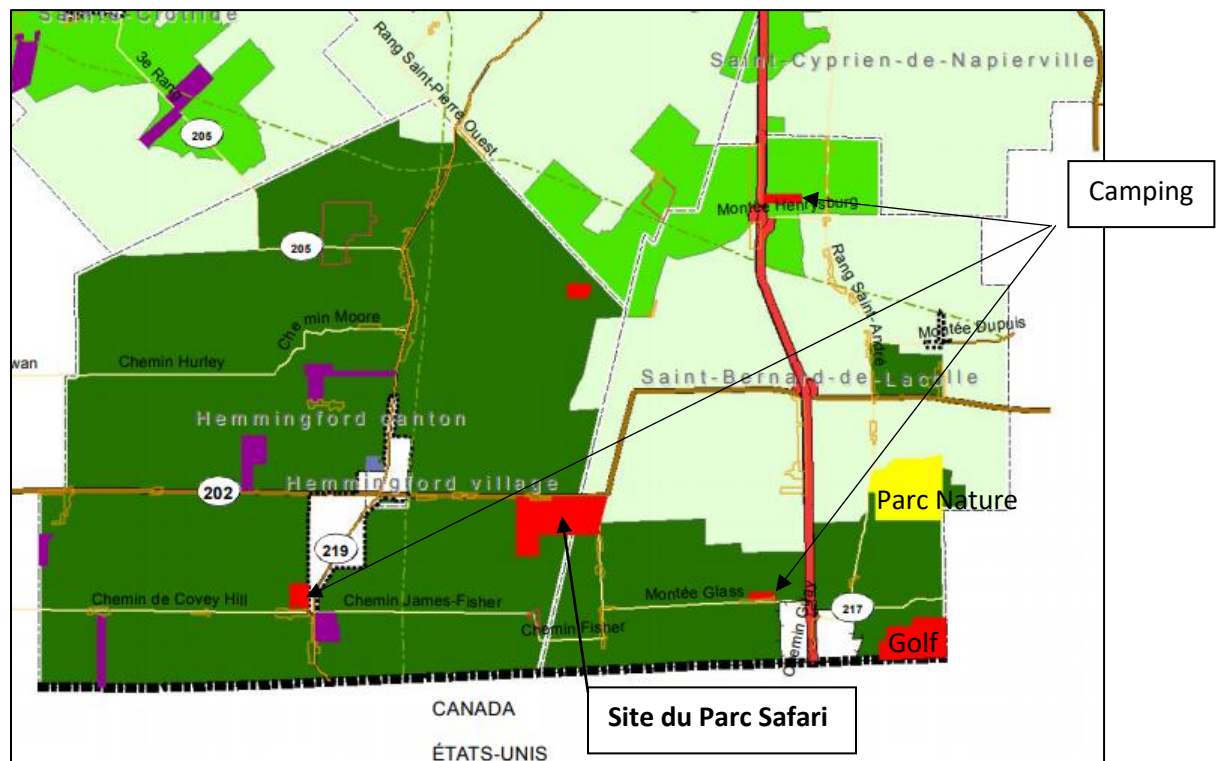 Sainte-Clotilde
3e Rang
205
Rang Saint-Pierre Ouest
Saint-Cyprien-de-Napierville
Camping
Montée Henrysburg
205
Rang Saint-André
Chemin Moore
Montée Dupuis
wan
Chemin Hurley
Saint-Bernard-de-Lacolle
Hemmingford canton
202
Hemmingford village
Parc Nature
219
Chemin de Covey Hill
Chemin James-Fisher
Montée Glass
217
Chemin Fisher
Chemin Guay
Golf
CANADA
Site du Parc Safari
ÉTATS-UNIS